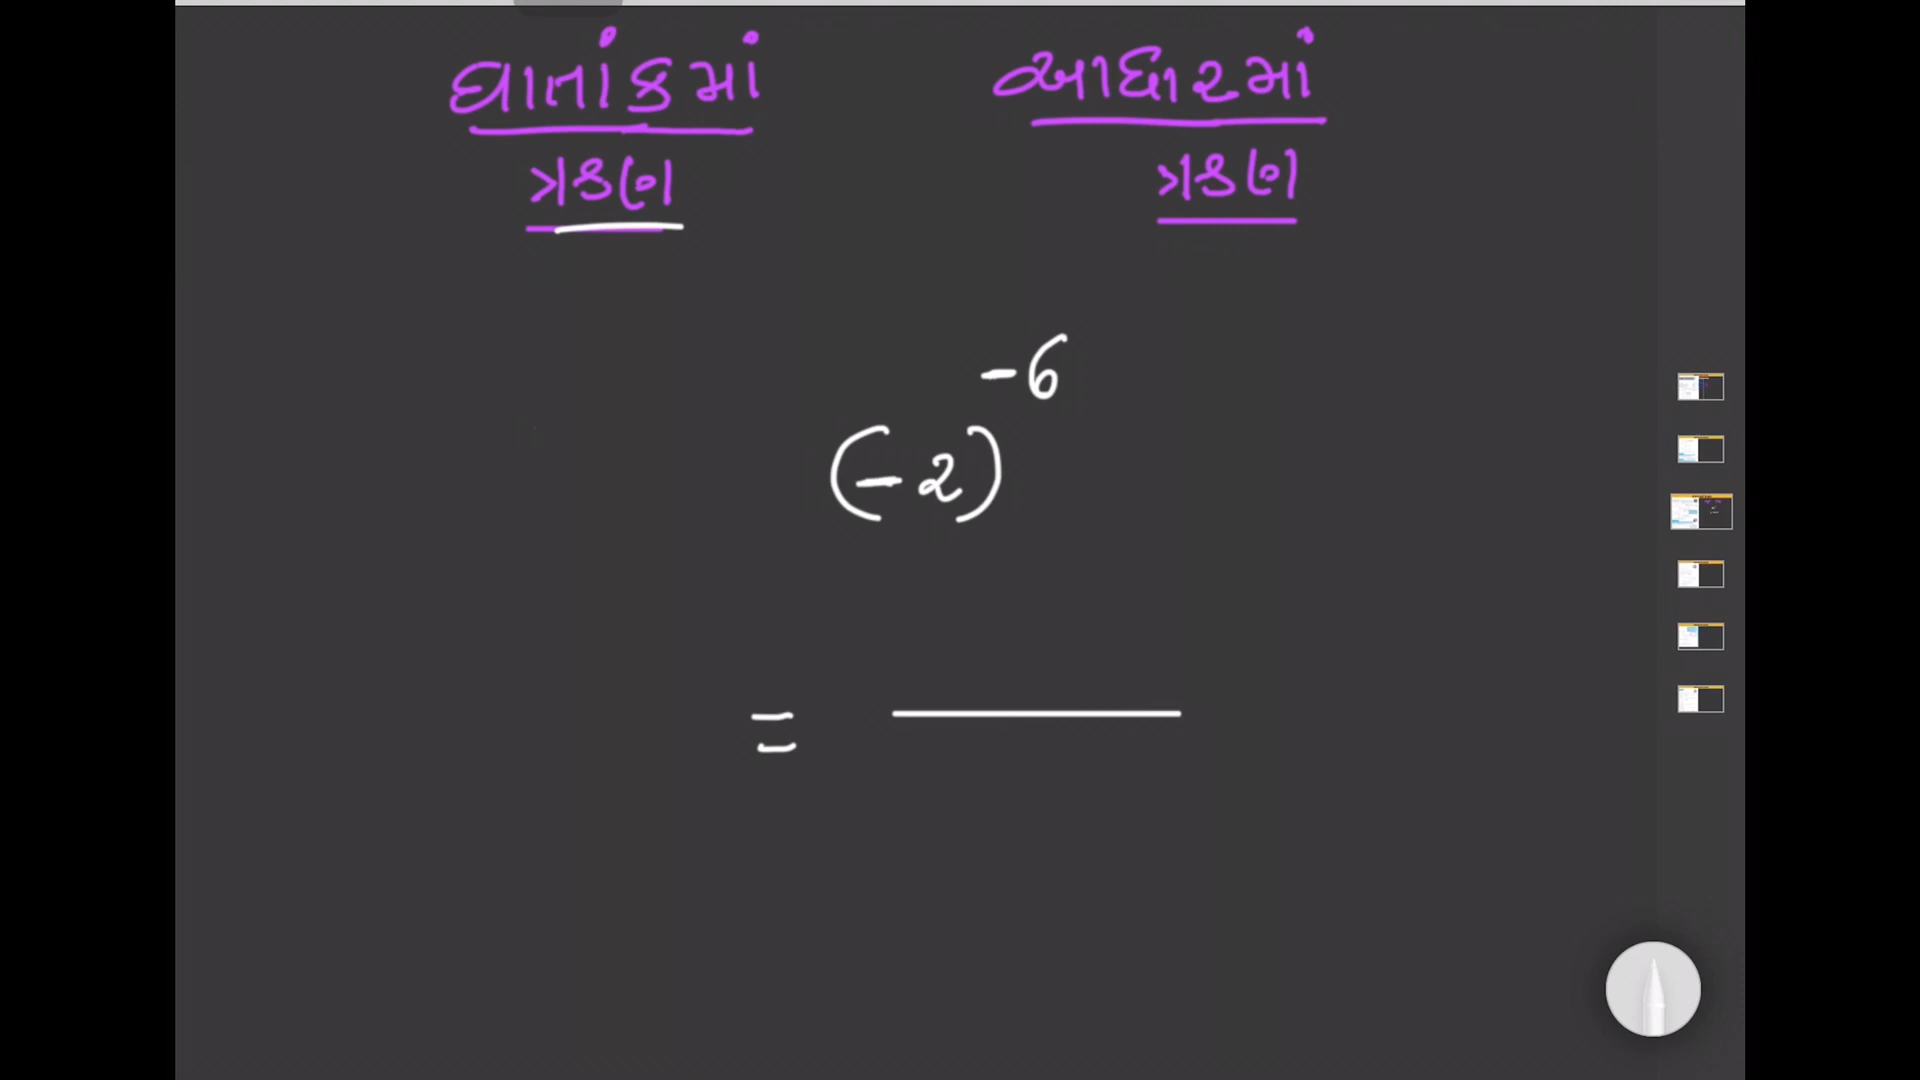 ઘાતાંકમાં આધારમાં
ઋણ ઋણ
-6
(-2)
=